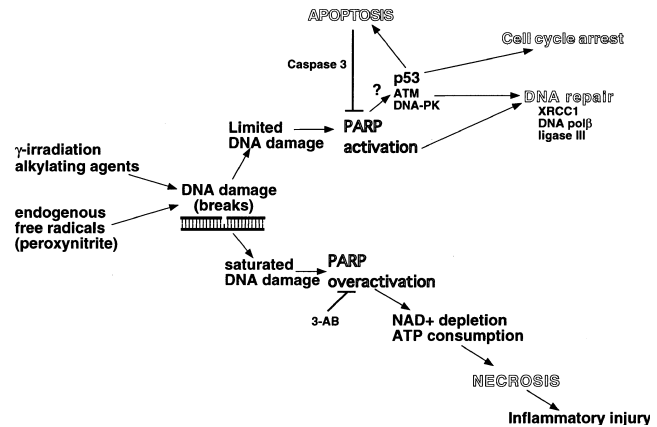 APOPTOSIS
Cell cycle arrest
Caspase 3
p53
?
ATM
DNA-PK
DNA repair
XRCC1
DNA polβ
ligase III
Limited
DNA damage
PARP
activation
γ-irradiation
alkylating agents
DNA damage
(breaks)
endogenous
free radicals
(peroxynitrite)
saturated
DNA damage
PARP
overactivation
3-AB
NAD+ depletion
ATP consumption
NECROSIS
Inflammatory injury